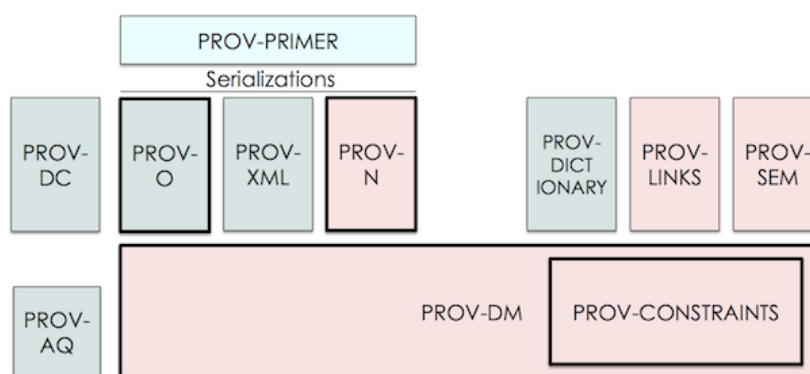 PROV-PRIMER
Serializations
PROV-
DC
PROV-
O
PROV-
XML
PROV-
N
PROV-
DICT
IONARY
PROV-
LINKS
PROV-
SEM
PROV-
AQ
PROV-DM
PROV-CONSTRAINTS